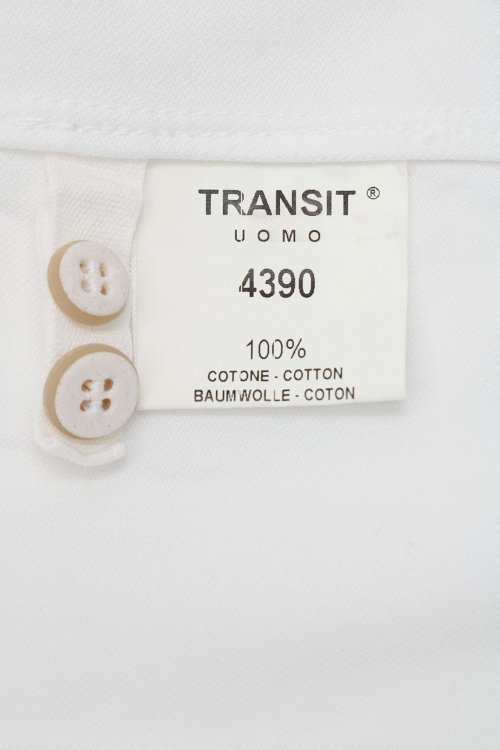 TRANSIT ®
UOMO
4390
100%
COTONE - COTTON
BAUMWOLLE - COTON